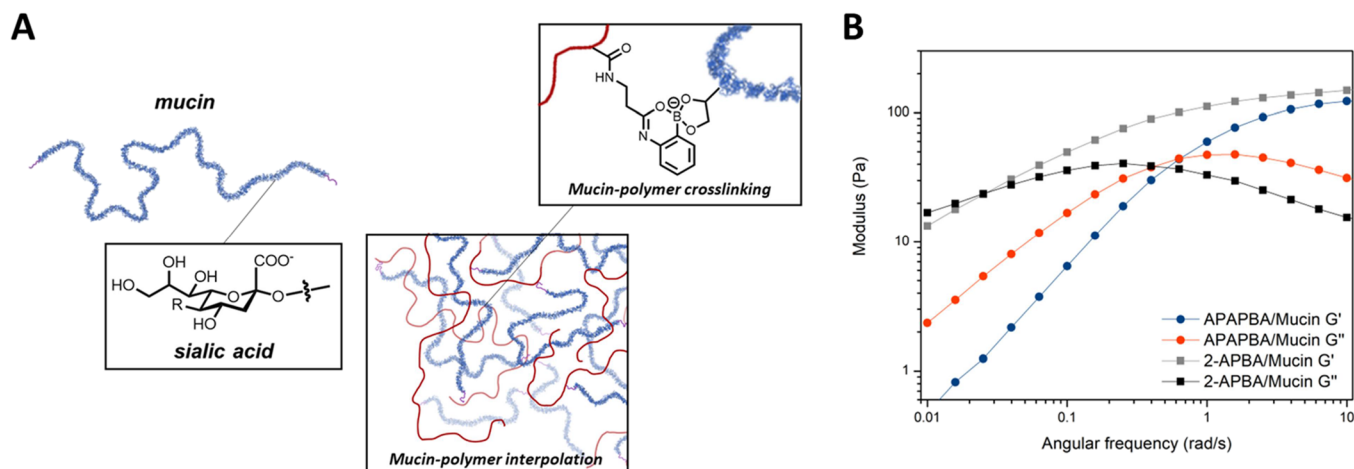 A
mucin
OH
OH
HO
COO⁻
R
O
O
HO
sialic acid
O
HN
O
⊖
O
B
O
N
Mucin-polymer crosslinking
Mucin-polymer interpolation
B
Modulus (Pa)
100
10
1
0.01
0.1
1
10
Angular frequency (rad/s)
APAPBA/Mucin G'
APAPBA/Mucin G"
2-APBA/Mucin G'
2-APBA/Mucin G"